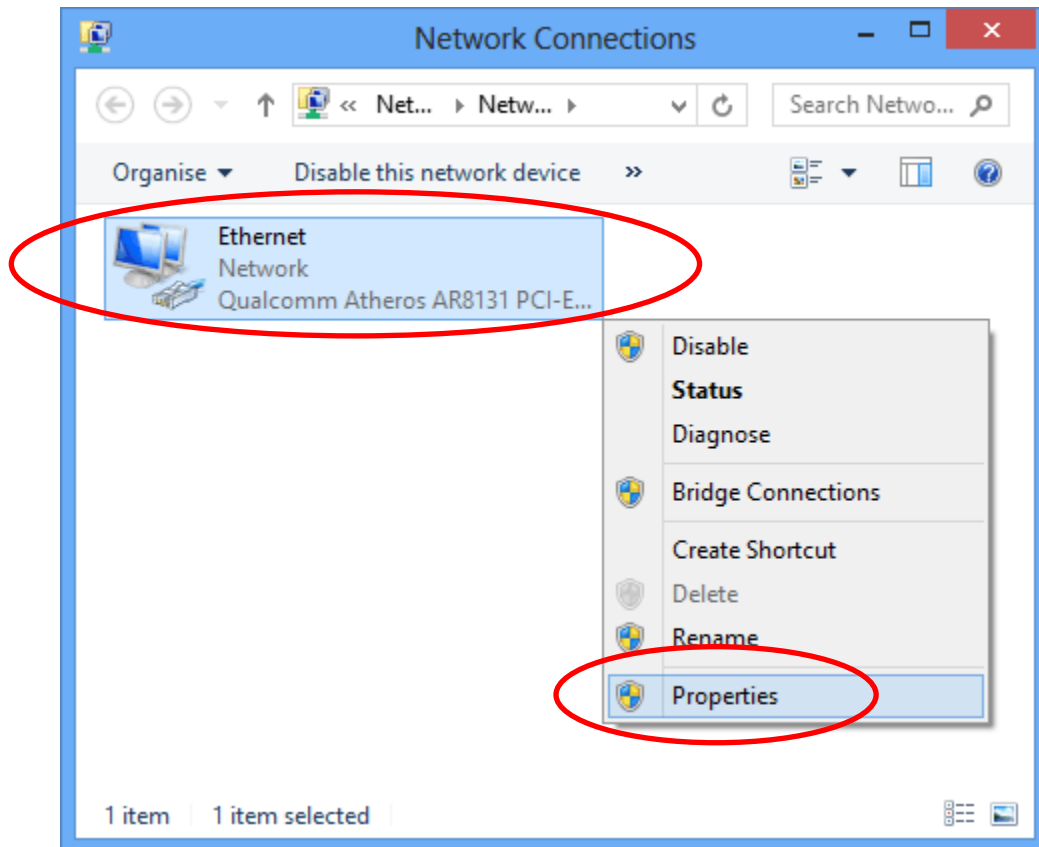 Network Connections
« Net... Netw... Search Netwo...
Organise Disable this network device »
Ethernet
Network
Qualcomm Atheros AR8131 PCI-E...
Disable
Status
Diagnose
Bridge Connections
Create Shortcut
Delete
Rename
Properties
1 item 1 item selected